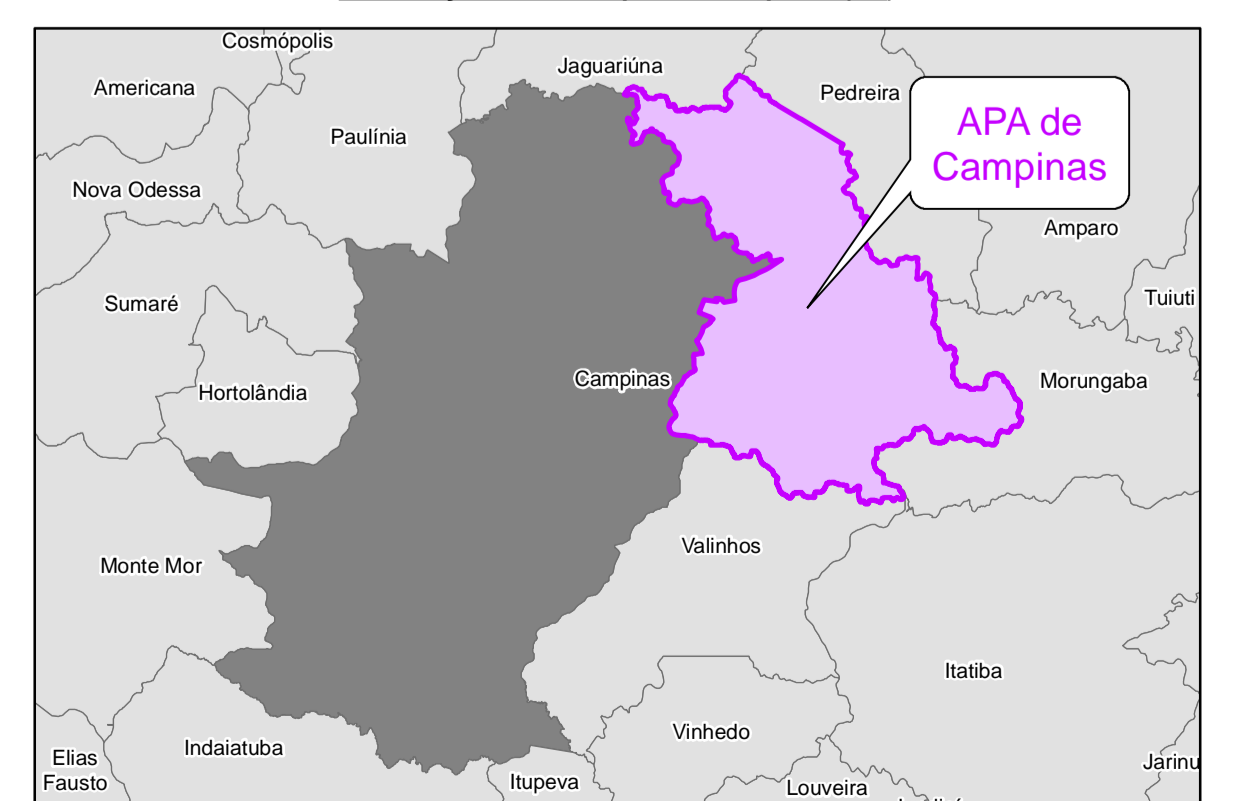 Cosmópolis
Jaguariúna
Americana
Pedreira
APA de
Campinas
Paulínia
Nova Odessa
Amparo
Sumaré
Tuiuti
Campinas
Morungaba
Hortolândia
Valinhos
Monte Mor
Itatiba
Vinhedo
Indaiatuba
Elias
Fausto
Jarinu
Itupeva
Louveira